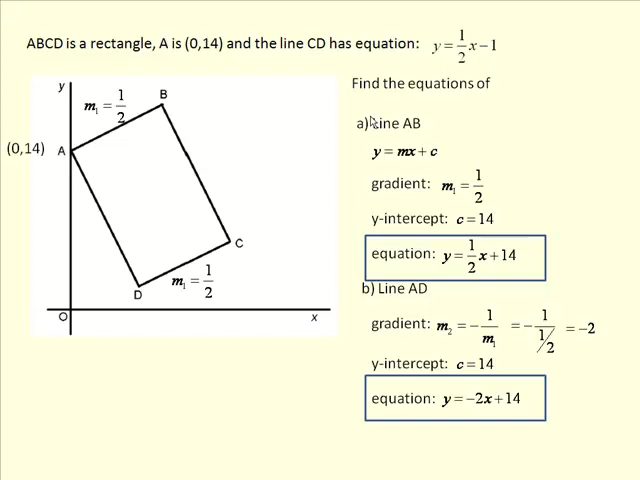 ABCD is a rectangle, A is (0,14) and the line CD has equation: y = 1/2 x − 1
Find the equations of
y
m₁ = 1/2
B
a) Line AB
(0,14) A
y = mx + c
gradient: m₁ = 1/2
y-intercept: c = 14
C
equation: y = 1/2 x + 14
m₁ = 1/2
D
b) Line AD
O
x
gradient: m₂ = − 1/m₁ = − 1/(1/2) = −2
y-intercept: c = 14
equation: y = −2x + 14